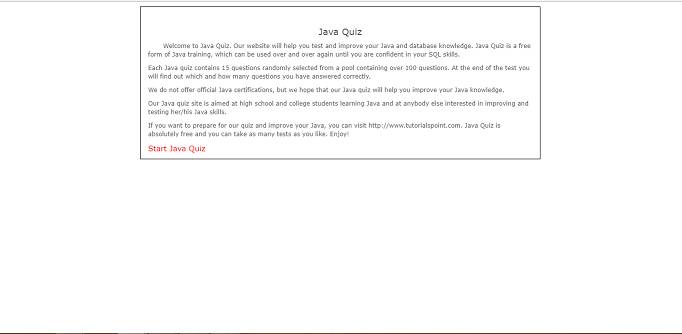 Java Quiz
Welcome to Java Quiz. Our website will help you test and improve your Java and database knowledge. Java Quiz is a free
form of Java training, which can be used over and over again until you are confident in your SQL skills.
Each Java quiz contains 15 questions randomly selected from a pool containing over 100 questions. At the end of the test you
will find out which and how many questions you have answered correctly.
We do not offer official Java certifications, but we hope that our Java quiz will help you improve your Java knowledge.
Our Java quiz site is aimed at high school and college students learning Java and at anybody else interested in improving and
testing her/his Java skills.
If you want to prepare for our quiz and improve your Java, you can visit http://www.tutorialspoint.com. Java Quiz is
absolutely free and you can take as many tests as you like. Enjoy!
Start Java Quiz